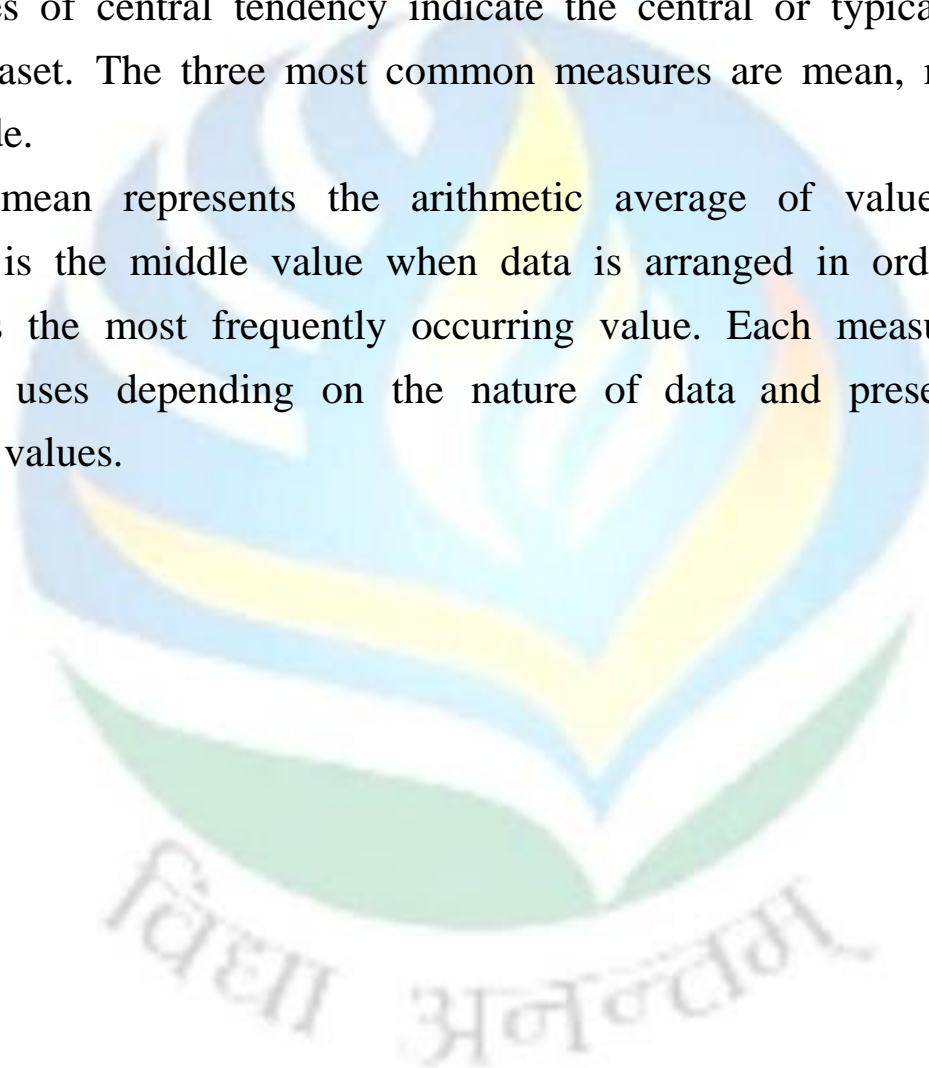 es of central tendency indicate the central or typica
aset. The three most common measures are mean, 
le.
mean represents the arithmetic average of value
is the middle value when data is arranged in ord
s the most frequently occurring value. Each measu
uses depending on the nature of data and prese
values.
विद्या अनन्तम्